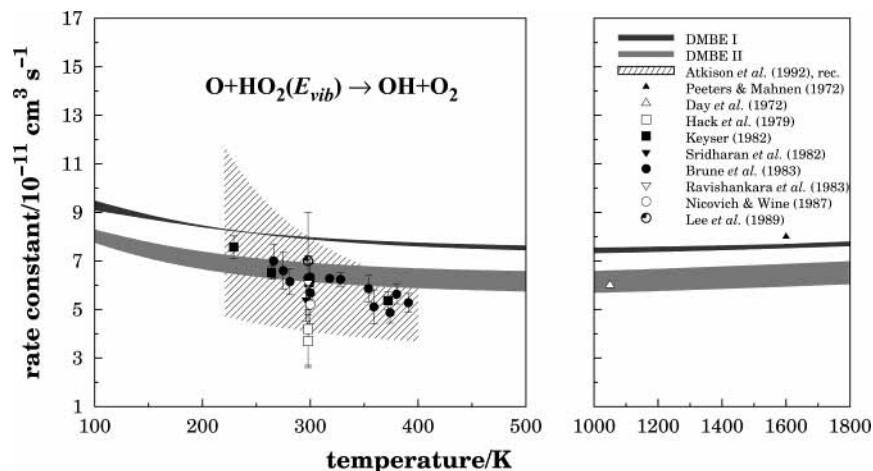 17
15
13
11
9
7
5
3
1
rate constant/10⁻¹¹ cm³ s⁻¹
O+HO₂(E_vib) → OH+O₂
100 200 300 400 500
1000 1200 1400 1600 1800
temperature/K
DMBE I
DMBE II
Atkison et al. (1992), rec.
Peeters & Mahnen (1972)
Day et al. (1972)
Hack et al. (1979)
Keyser (1982)
Sridharan et al. (1982)
Brune et al. (1983)
Ravishankara et al. (1983)
Nicovich & Wine (1987)
Lee et al. (1989)